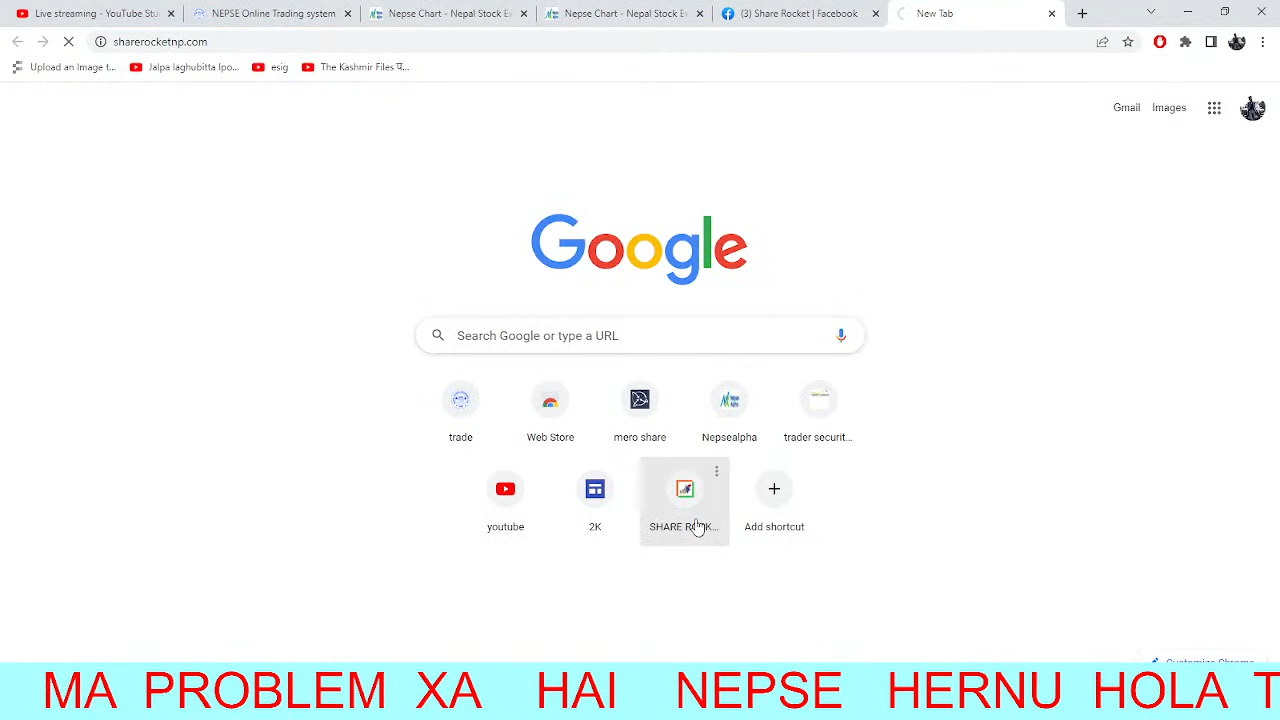 Live streaming - YouTube Stu
NEPSE Online Trading system
Nepse Chart - Nepal Stock E
Nepse Chart - Nepal Stock E
(3) Share Rocket | Facebook
New Tab
sharerocketnp.com
Upload an Image t...
Jalpa laghubitta Ipo...
esig
The Kashmir Files प...
Gmail
Images
Google
Search Google or type a URL
trade
Web Store
mero share
Nepsealpha
trader securit...
youtube
2K
Add shortcut
Customize Chrome
MA PROBLEM XA HAI NEPSE HERNU HOLA T